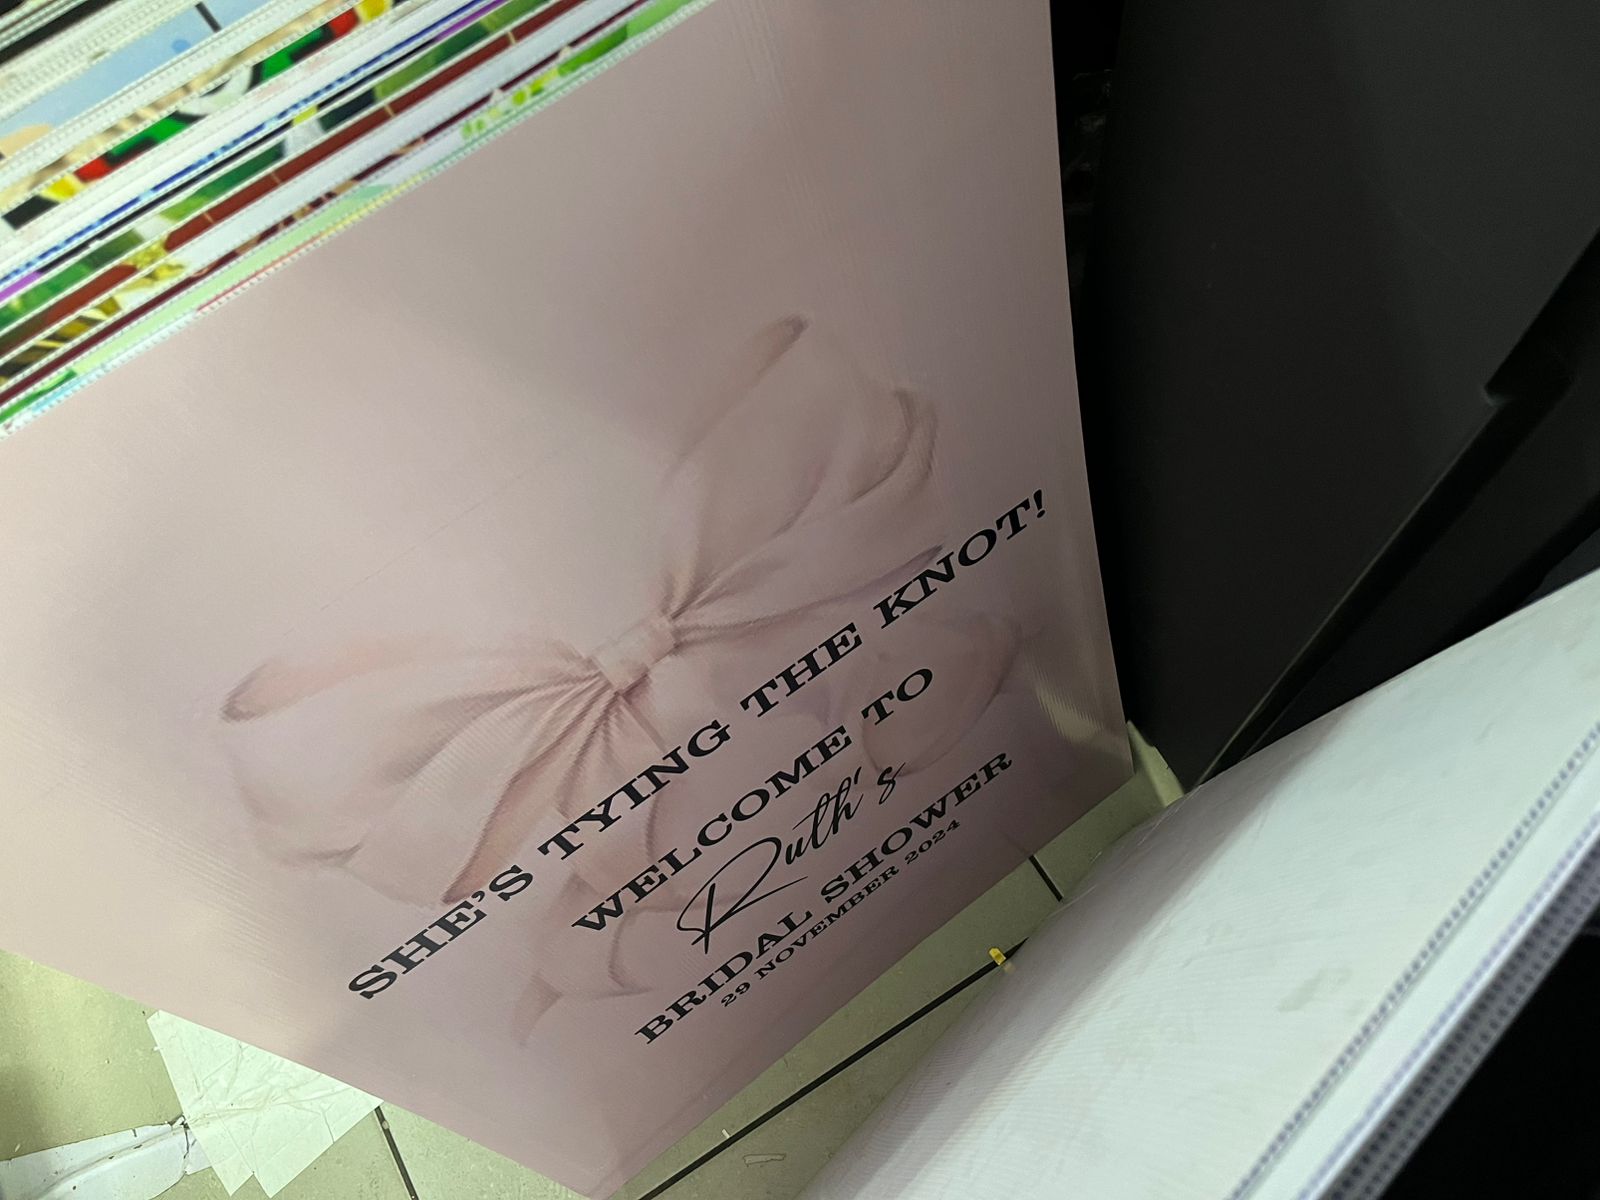 SHE'S TYING THE KNOT!
WELCOME TO
Ruth's
BRIDAL SHOWER
29 NOVEMBER 2024